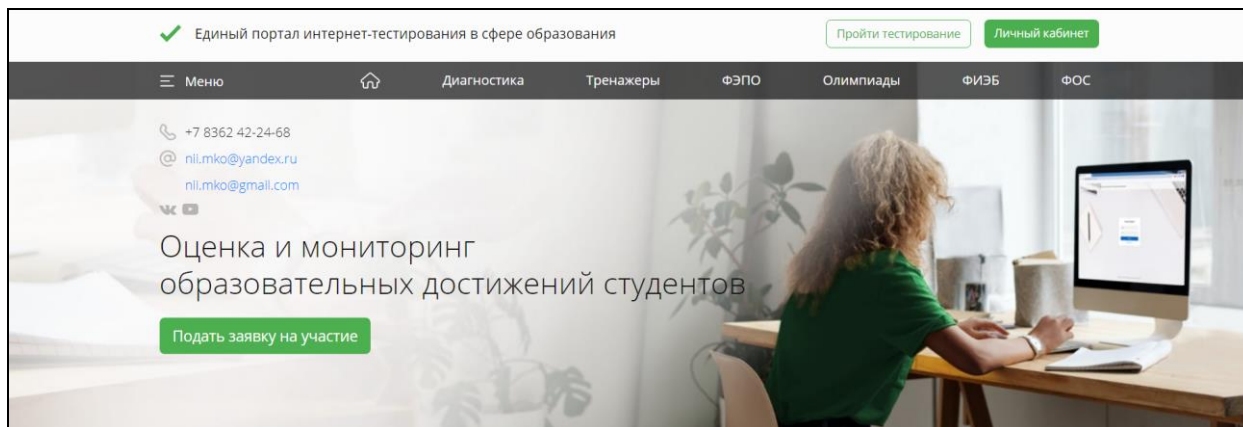 Единый портал интернет-тестирования в сфере образования
Пройти тестирование
Личный кабинет
Меню
Диагностика
Тренажеры
ФЭПО
Олимпиады
ФИЭБ
ФОС
+7 8362 42-24-68
nii.mko@yandex.ru
nii.mko@gmail.com
Оценка и мониторинг
образовательных достижений студентов
Подать заявку на участие